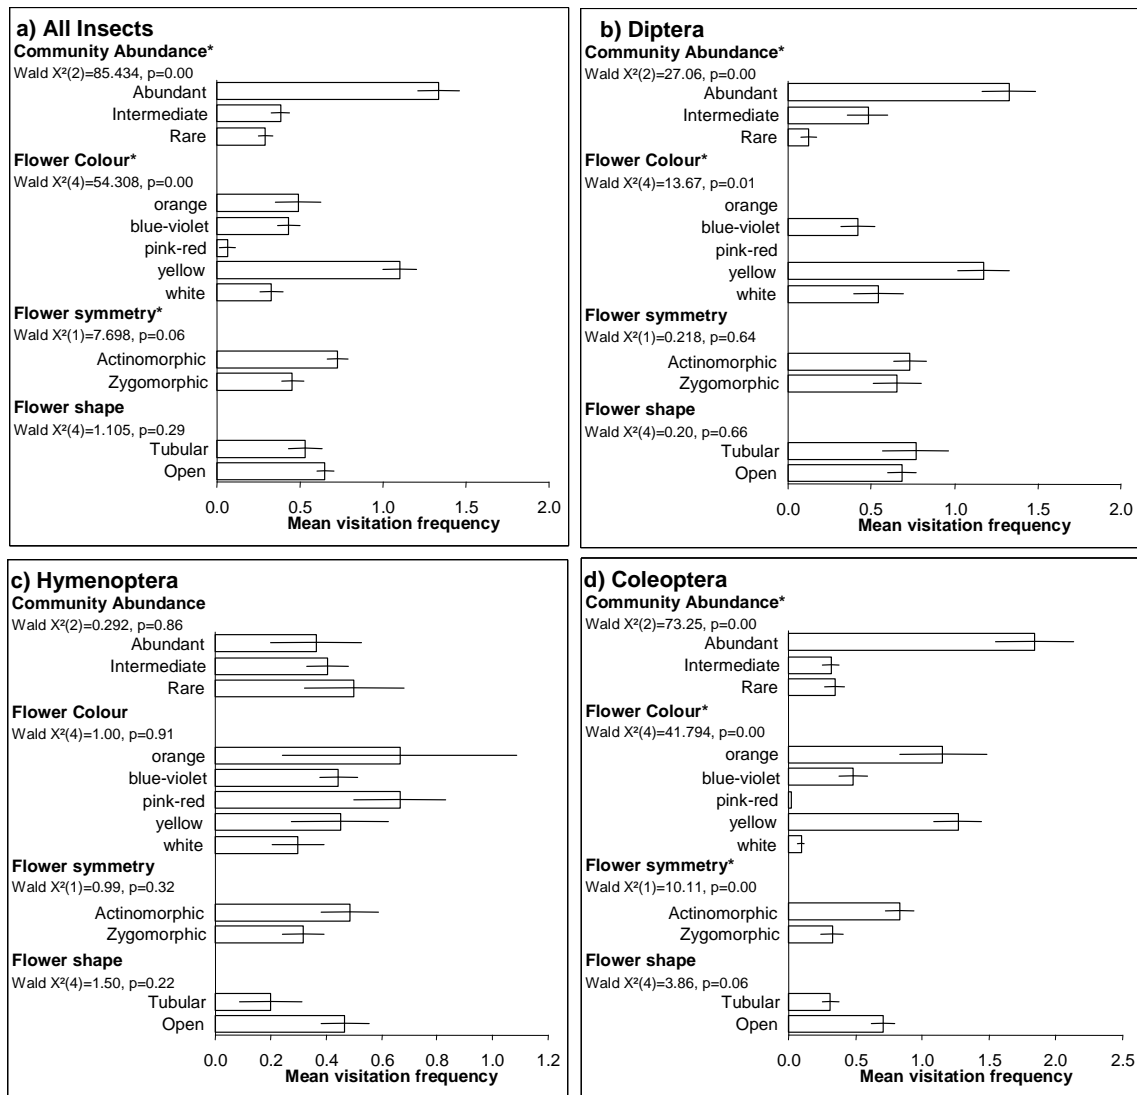 a) All Insects
Community Abundance*
Wald X²(2)=85.434, p=0.00
Abundant
Intermediate
Rare
Flower Colour*
Wald X²(4)=54.308, p=0.00
orange
blue-violet
pink-red
yellow
white
Flower symmetry*
Wald X²(1)=7.698, p=0.06
Actinomorphic
Zygomorphic
Flower shape
Wald X²(4)=1.105, p=0.29
Tubular
Open
0.0 0.5 1.0 1.5 2.0
Mean visitation frequency
b) Diptera
Community Abundance*
Wald X²(2)=27.06, p=0.00
Abundant
Intermediate
Rare
Flower Colour*
Wald X²(4)=13.67, p=0.01
orange
blue-violet
pink-red
yellow
white
Flower symmetry
Wald X²(1)=0.218, p=0.64
Actinomorphic
Zygomorphic
Flower shape
Wald X²(4)=0.20, p=0.66
Tubular
Open
0.0 0.5 1.0 1.5 2.0
Mean visitation frequency
c) Hymenoptera
Community Abundance
Wald X²(2)=0.292, p=0.86
Abundant
Intermediate
Rare
Flower Colour
Wald X²(4)=1.00, p=0.91
orange
blue-violet
pink-red
yellow
white
Flower symmetry
Wald X²(1)=0.99, p=0.32
Actinomorphic
Zygomorphic
Flower shape
Wald X²(4)=1.50, p=0.22
Tubular
Open
0.0 0.2 0.4 0.6 0.8 1.0 1.2
Mean visitation frequency
d) Coleoptera
Community Abundance*
Wald X²(2)=73.25, p=0.00
Abundant
Intermediate
Rare
Flower Colour*
Wald X²(4)=41.794, p=0.00
orange
blue-violet
pink-red
yellow
white
Flower symmetry*
Wald X²(1)=10.11, p=0.00
Actinomorphic
Zygomorphic
Flower shape
Wald X²(4)=3.86, p=0.06
Tubular
Open
0.0 0.5 1.0 1.5 2.0 2.5
Mean visitation frequency